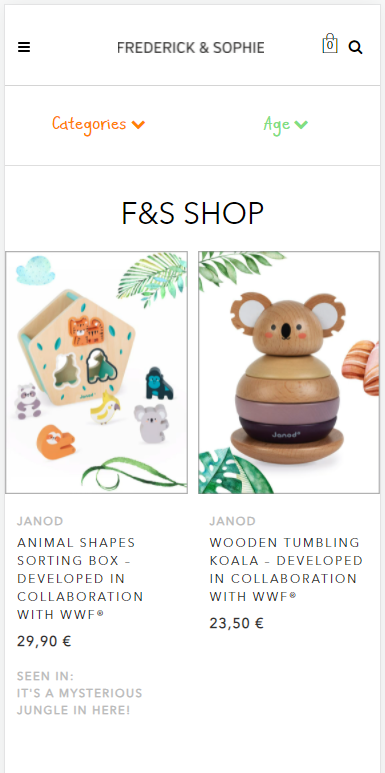 FREDERICK & SOPHIE
0
Categories
Age
F&S SHOP
Janod®
Janod®
JANOD
ANIMAL SHAPES
SORTING BOX –
DEVELOPED IN
COLLABORATION
WITH WWF®
29,90 €
SEEN IN:
IT'S A MYSTERIOUS
JUNGLE IN HERE!
JANOD
WOODEN TUMBLING
KOALA – DEVELOPED
IN COLLABORATION
WITH WWF®
23,50 €